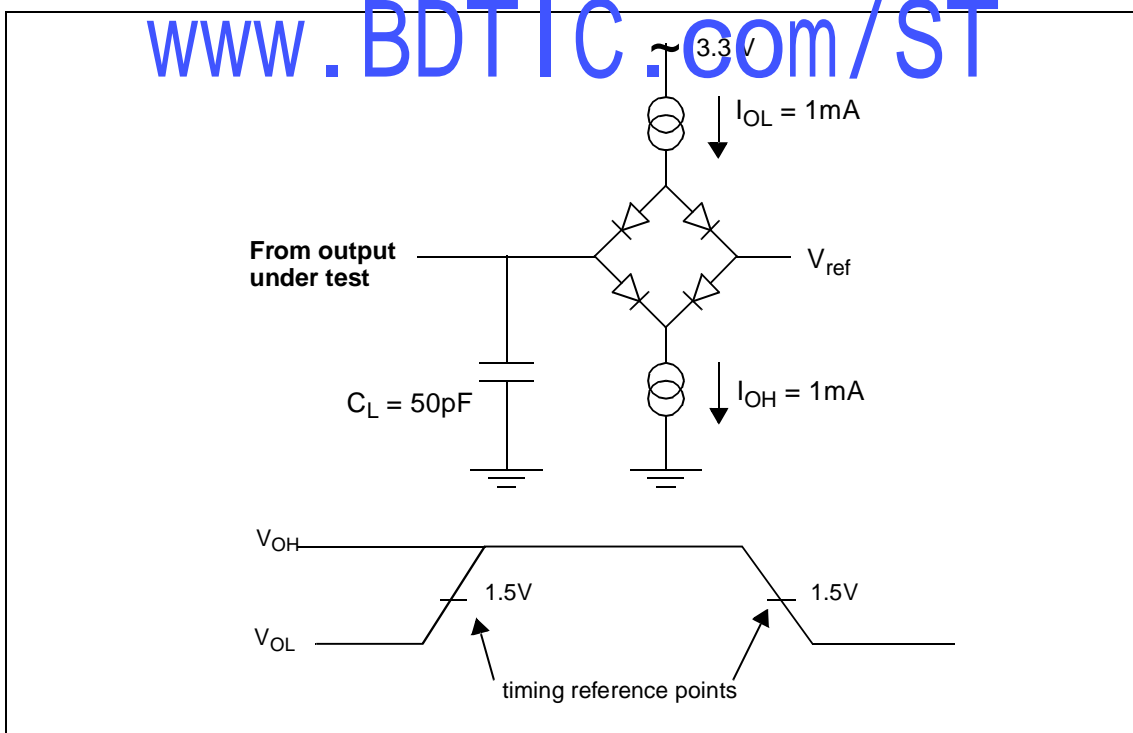 www.BDTIC.com/ST
3.3 V
I_OL = 1mA
From output
under test
V_ref
C_L = 50pF
I_OH = 1mA
V_OH
1.5V
1.5V
V_OL
timing reference points